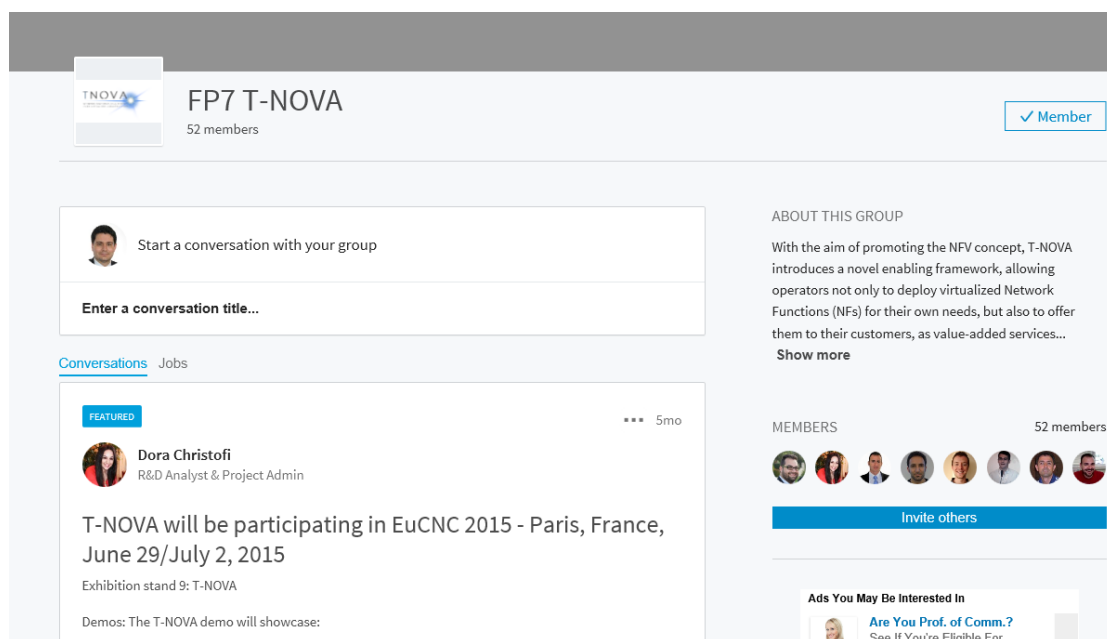 TNOVA
FP7 T-NOVA
52 members
✓ Member
Start a conversation with your group
Enter a conversation title...
Conversations Jobs
FEATURED
5mo
Dora Christofi
R&D Analyst & Project Admin
T-NOVA will be participating in EuCNC 2015 - Paris, France,
June 29/July 2, 2015
Exhibition stand 9: T-NOVA
Demos: The T-NOVA demo will showcase:
ABOUT THIS GROUP
With the aim of promoting the NFV concept, T-NOVA
introduces a novel enabling framework, allowing
operators not only to deploy virtualized Network
Functions (NFs) for their own needs, but also to offer
them to their customers, as value-added services...
Show more
MEMBERS 52 members
Invite others
Ads You May Be Interested In
Are You Prof. of Comm.?
See If You're Eligible For